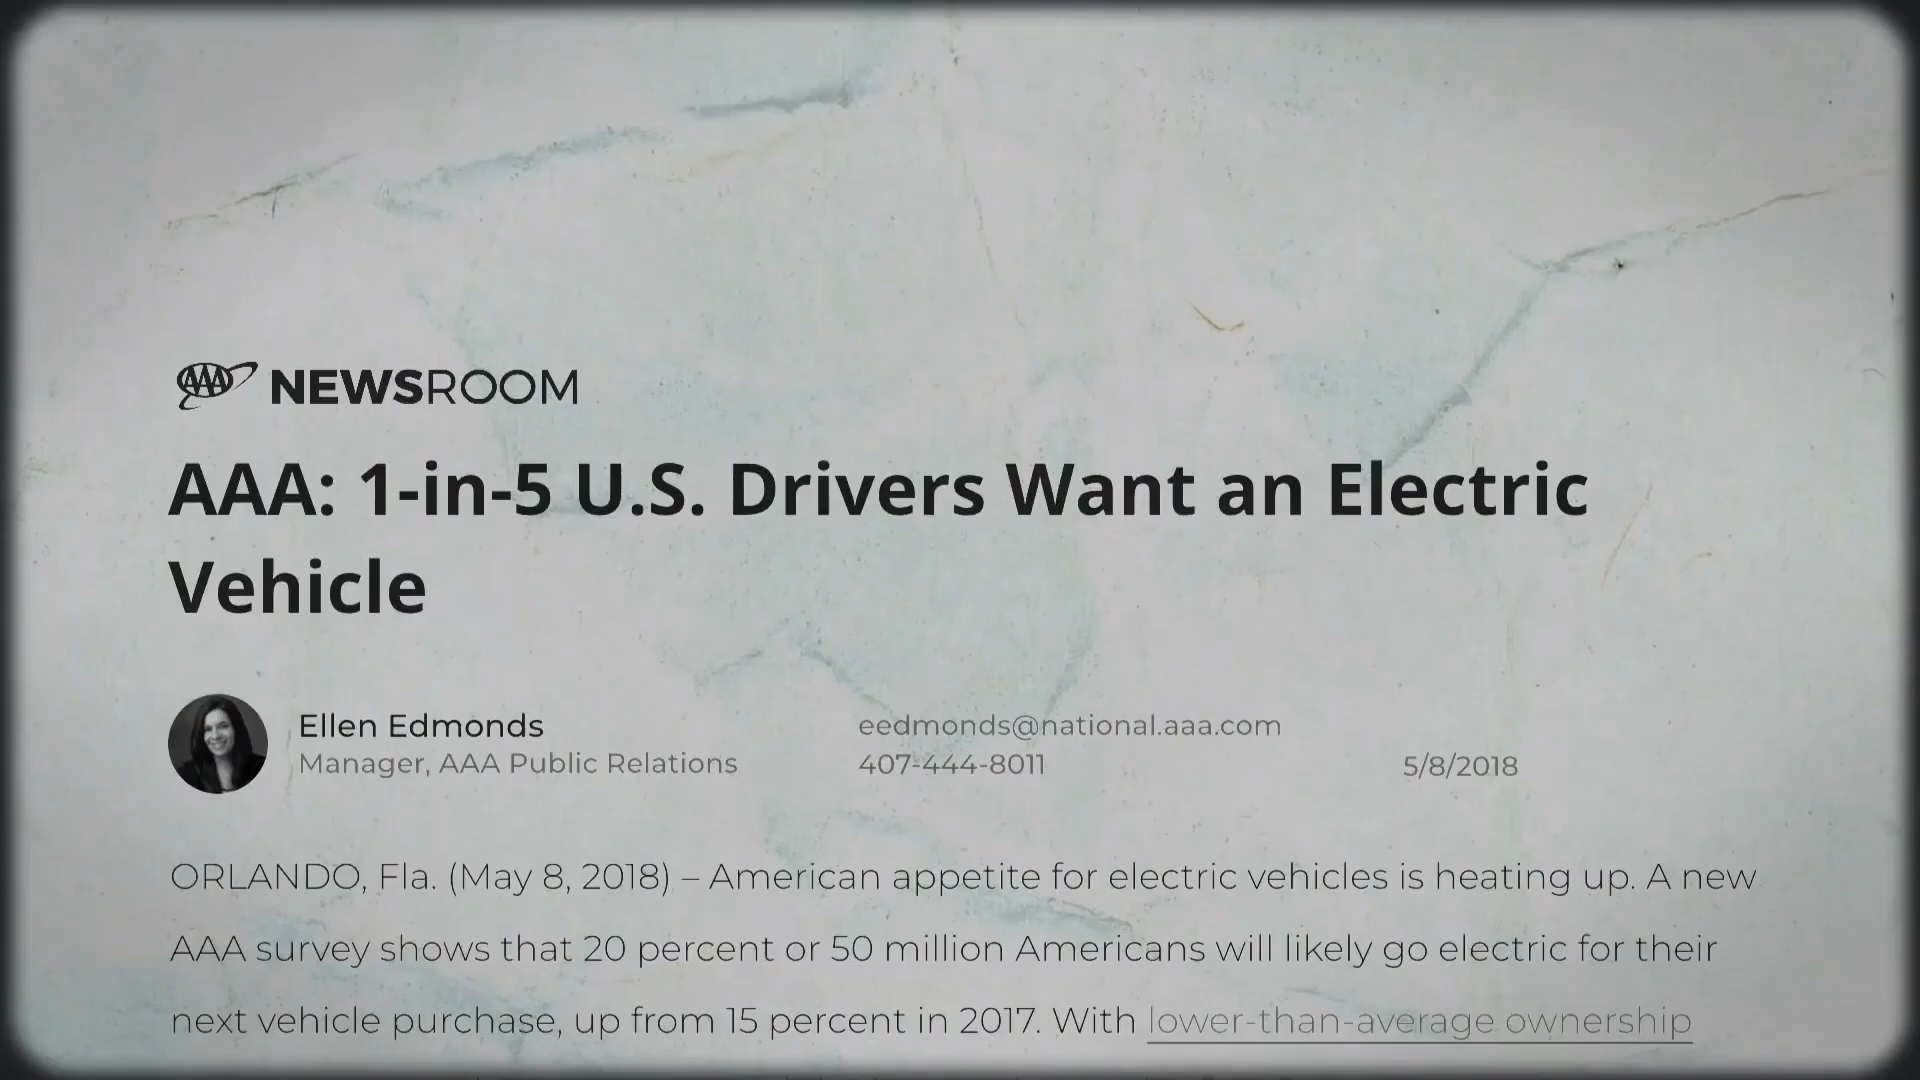 AAA NEWSROOM
AAA: 1-in-5 U.S. Drivers Want an Electric
Vehicle
Ellen Edmonds
Manager, AAA Public Relations
eedmonds@national.aaa.com
407-444-8011
5/8/2018
ORLANDO, Fla. (May 8, 2018) – American appetite for electric vehicles is heating up. A new
AAA survey shows that 20 percent or 50 million Americans will likely go electric for their
next vehicle purchase, up from 15 percent in 2017. With lower-than-average ownership